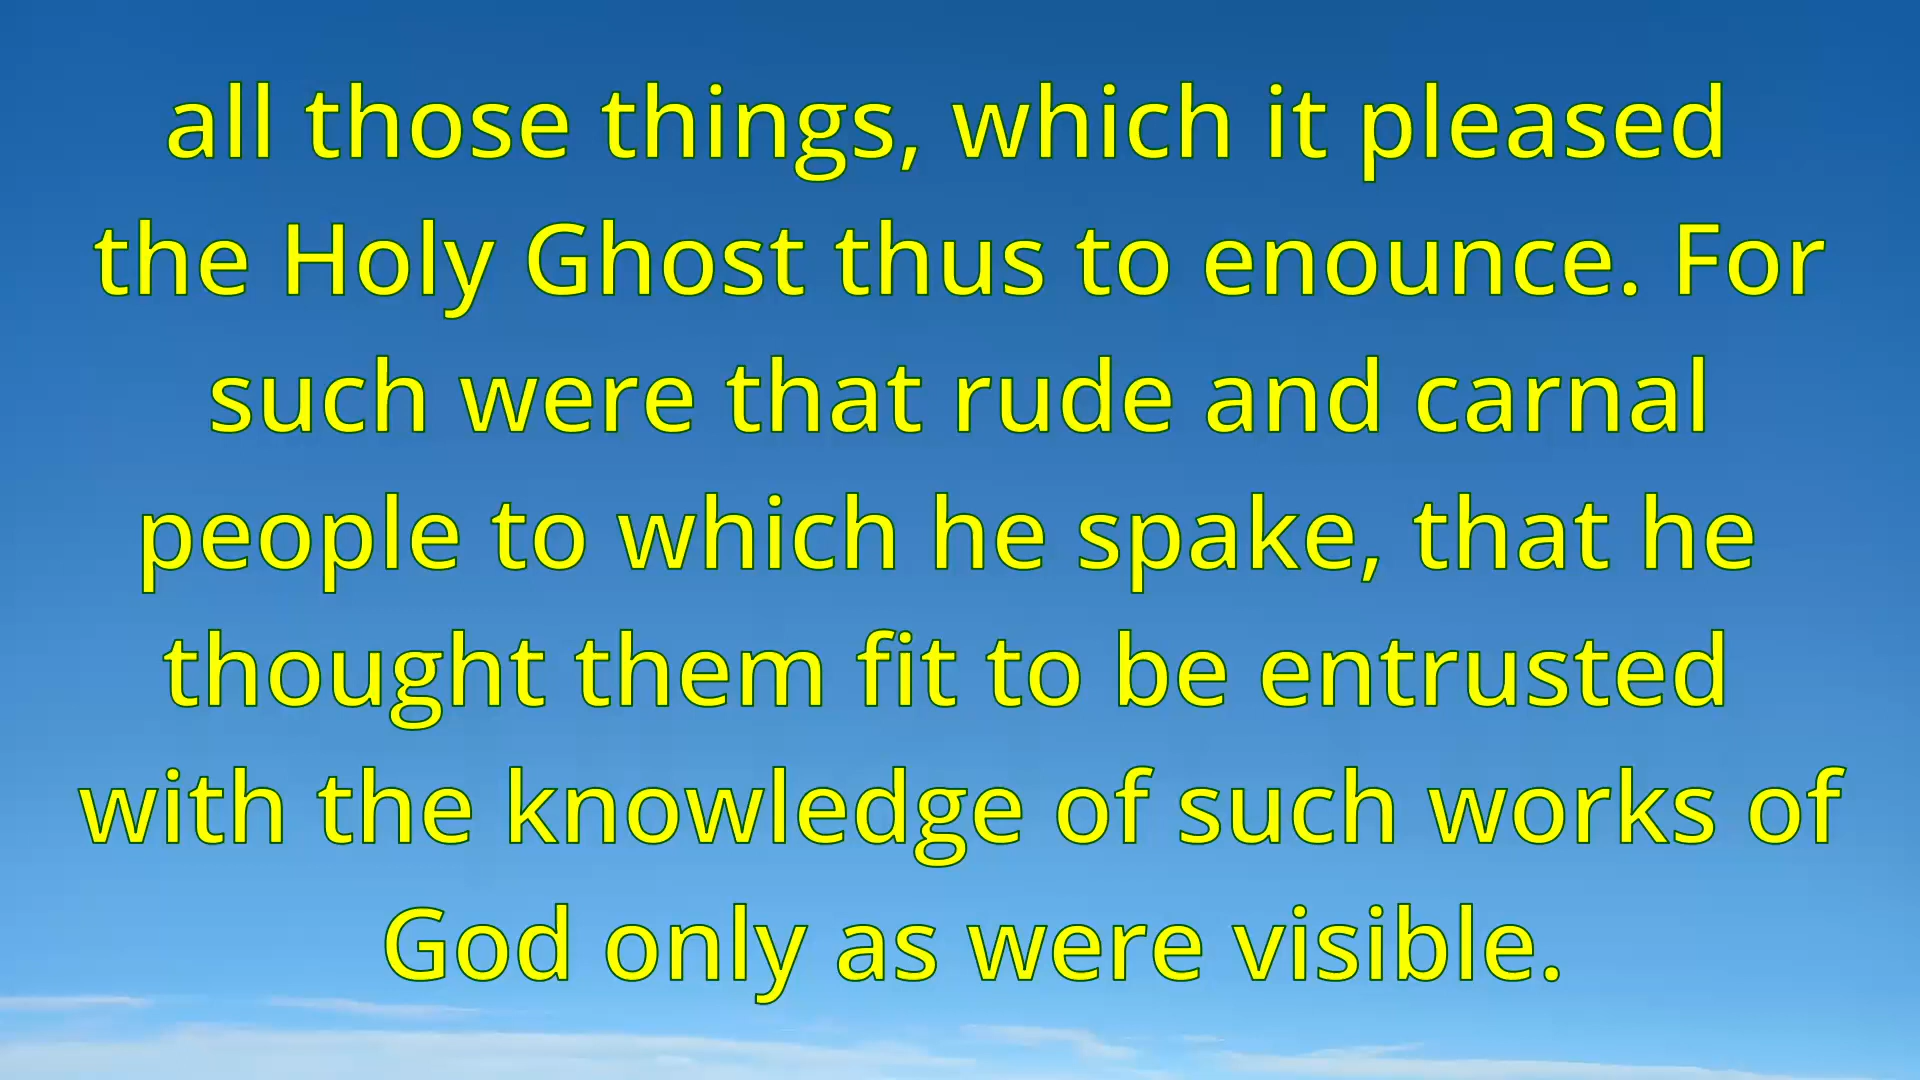 all those things, which it pleased
the Holy Ghost thus to enounce. For
such were that rude and carnal
people to which he spake, that he
thought them fit to be entrusted
with the knowledge of such works of
God only as were visible.